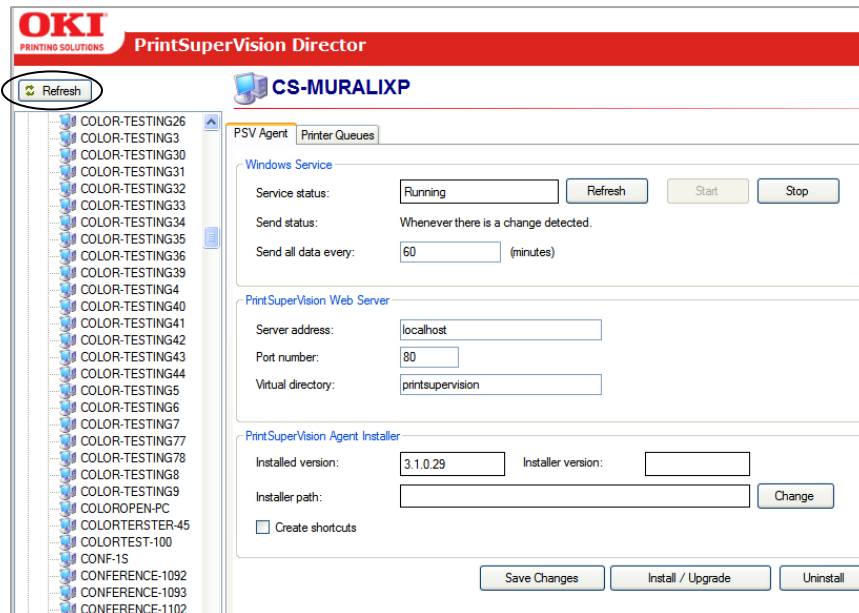 OKI
PRINTING SOLUTIONS
PrintSuperVision Director
Refresh
COLOR-TESTING26
COLOR-TESTING3
COLOR-TESTING30
COLOR-TESTING31
COLOR-TESTING32
COLOR-TESTING33
COLOR-TESTING34
COLOR-TESTING35
COLOR-TESTING36
COLOR-TESTING39
COLOR-TESTING4
COLOR-TESTING40
COLOR-TESTING41
COLOR-TESTING42
COLOR-TESTING43
COLOR-TESTING44
COLOR-TESTING5
COLOR-TESTING6
COLOR-TESTING7
COLOR-TESTING77
COLOR-TESTING78
COLOR-TESTING8
COLOR-TESTING9
COLOROPEN-PC
COLORTERSTER-45
COLORTEST-100
CONF-1S
CONFERENCE-1092
CONFERENCE-1093
CONFERENCE-1102
CS-MURALIXP
PSV Agent Printer Queues
Windows Service
Service status: Running Refresh Start Stop
Send status: Whenever there is a change detected.
Send all data every: 60 (minutes)
PrintSuperVision Web Server
Server address: localhost
Port number: 80
Virtual directory: printsupervision
PrintSuperVision Agent Installer
Installed version: 3.1.0.29 Installer version:
Installer path: Change
Create shortcuts
Save Changes Install / Upgrade Uninstall